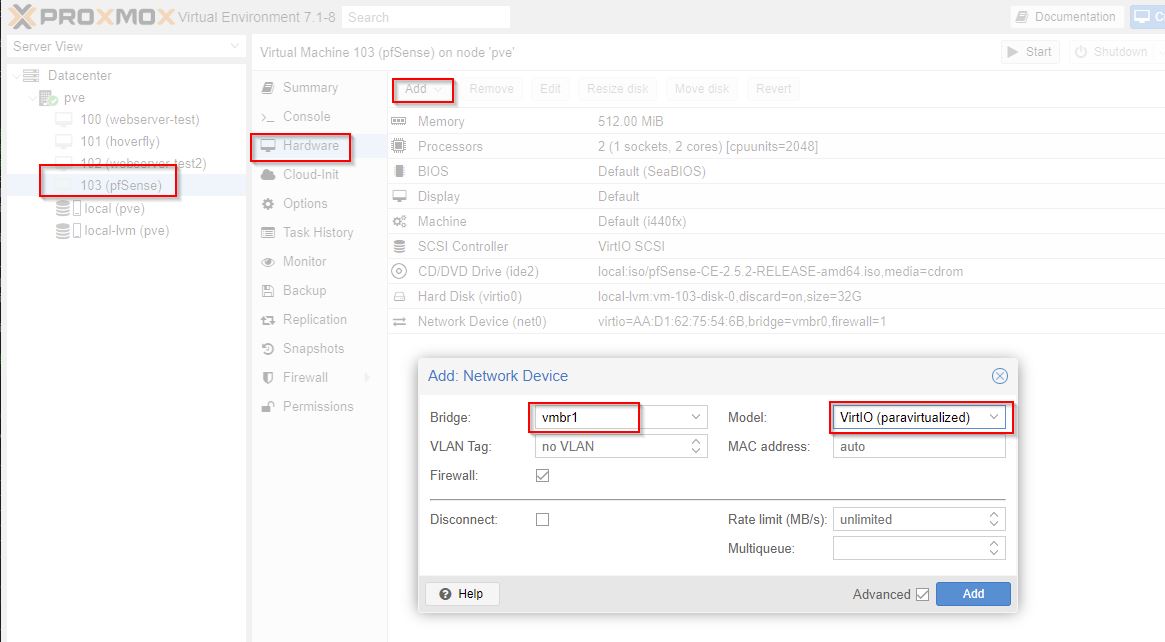 PROXMOX Virtual Environment 7.1-8 Search Documentation C
Server View
Virtual Machine 103 (pfSense) on node 'pve' Start Shutdown
Datacenter
pve
100 (webserver-test)
101 (hoverfly)
102 (webserver-test2)
103 (pfSense)
local (pve)
local-lvm (pve)
Summary
Console
Hardware
Cloud-Init
Options
Task History
Monitor
Backup
Replication
Snapshots
Firewall
Permissions
Add Remove Edit Resize disk Move disk Revert
Memory 512.00 MiB
Processors 2 (1 sockets, 2 cores) [cpuunits=2048]
BIOS Default (SeaBIOS)
Display Default
Machine Default (i440fx)
SCSI Controller VirtIO SCSI
CD/DVD Drive (ide2) local:iso/pfSense-CE-2.5.2-RELEASE-amd64.iso,media=cdrom
Hard Disk (virtio0) local-lvm:vm-103-disk-0,discard=on,size=32G
Network Device (net0) virtio=AA:D1:62:75:54:6B,bridge=vmbr0,firewall=1
Add: Network Device
Bridge: vmbr1 Model: VirtIO (paravirtualized)
VLAN Tag: no VLAN MAC address: auto
Firewall:
Disconnect: Rate limit (MB/s): unlimited
Multiqueue:
Help Advanced Add